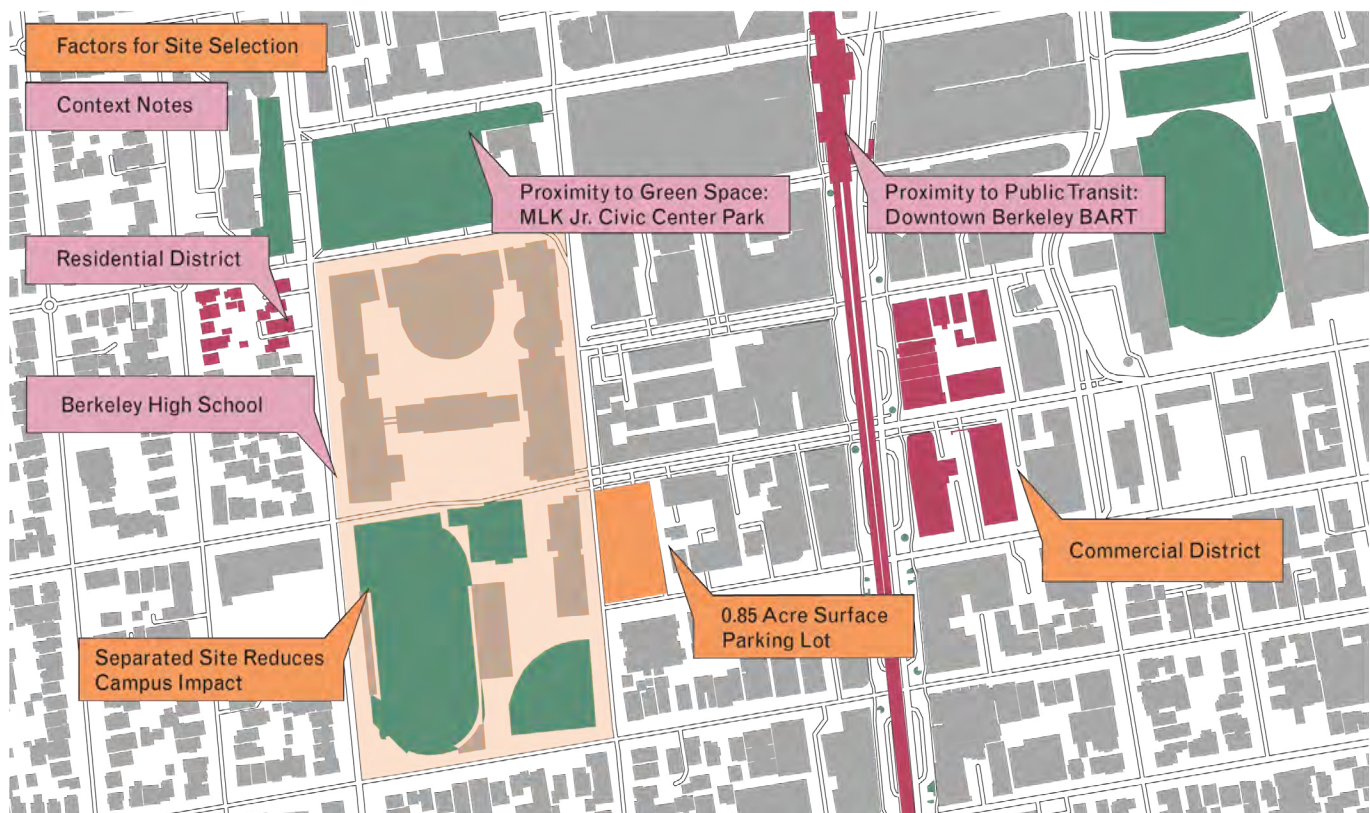 Factors for Site Selection
Context Notes
Proximity to Green Space:
MLK Jr. Civic Center Park
Proximity to Public Transit:
Downtown Berkeley BART
Residential District
Berkeley High School
Commercial District
0.85 Acre Surface
Parking Lot
Separated Site Reduces
Campus Impact